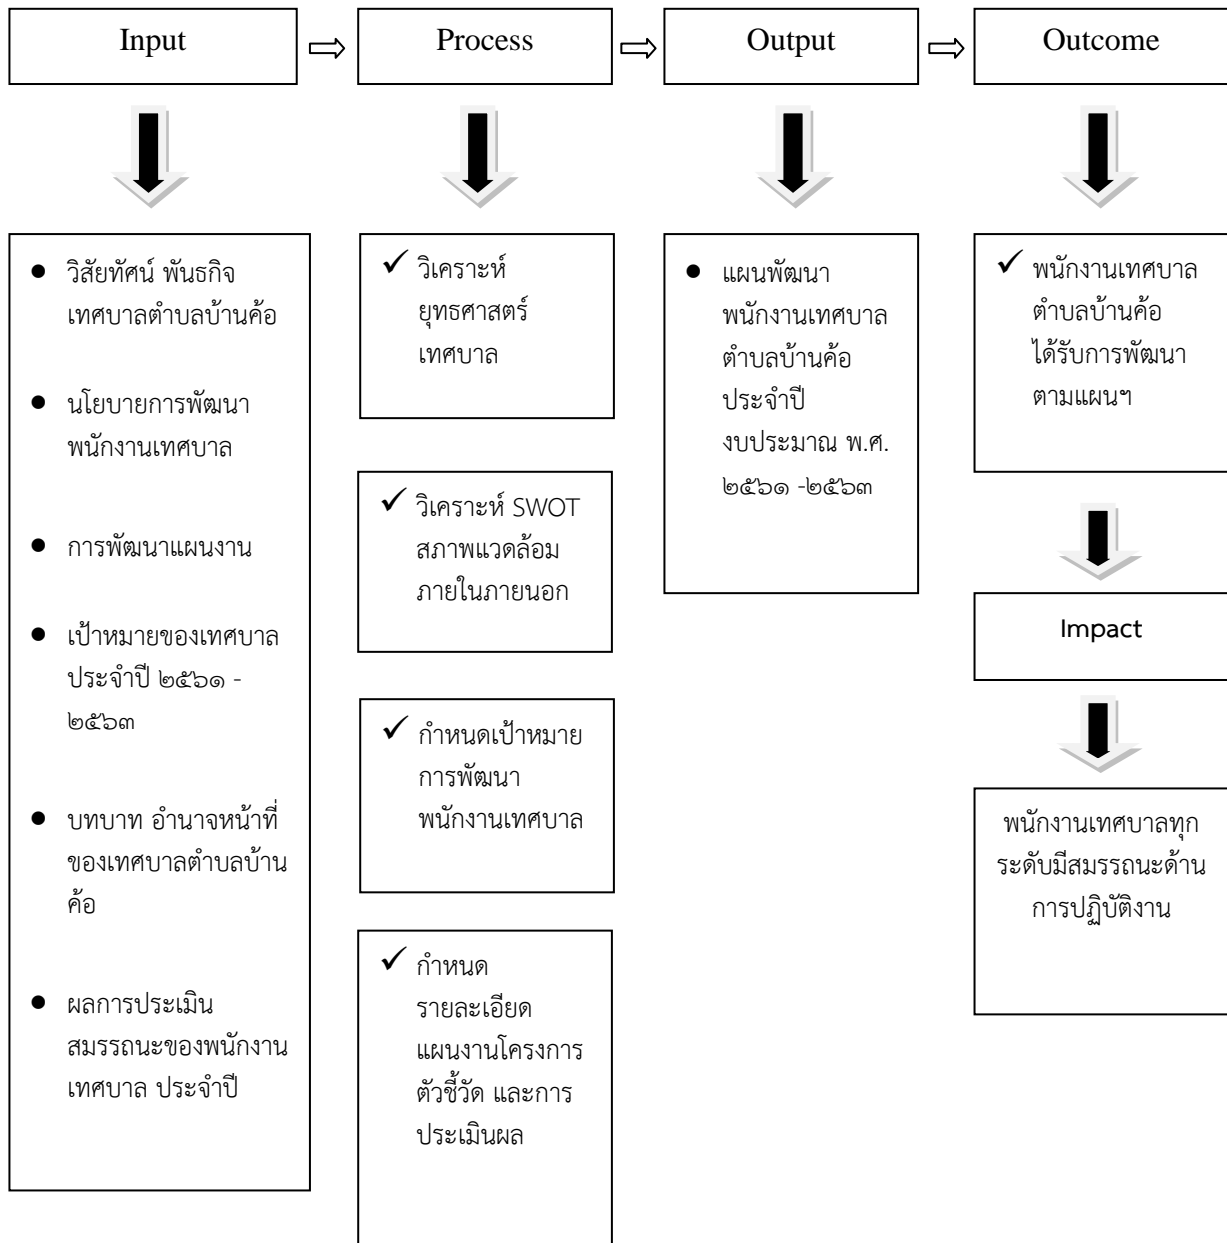 Input
Process
Output
Outcome
● วิสัยทัศน์ พันธกิจ
เทศบาลตำบลบ้านค้อ
● นโยบายการพัฒนา
พนักงานเทศบาล
● การพัฒนาแผนงาน
● เป้าหมายของเทศบาล
ประจำปี ๒๕๖๑ -
๒๕๖๓
● บทบาท อำนาจหน้าที่
ของเทศบาลตำบลบ้าน
ค้อ
● ผลการประเมิน
สมรรถนะของพนักงาน
เทศบาล ประจำปี
✓ วิเคราะห์
ยุทธศาสตร์
เทศบาล
✓ วิเคราะห์ SWOT
สภาพแวดล้อม
ภายในภายนอก
✓ กำหนดเป้าหมาย
การพัฒนา
พนักงานเทศบาล
✓ กำหนด
รายละเอียด
แผนงานโครงการ
ตัวชี้วัด และการ
ประเมินผล
● แผนพัฒนา
พนักงานเทศบาล
ตำบลบ้านค้อ
ประจำปี
งบประมาณ พ.ศ.
๒๕๖๑ -๒๕๖๓
✓ พนักงานเทศบาล
ตำบลบ้านค้อ
ได้รับการพัฒนา
ตามแผนฯ
Impact
พนักงานเทศบาลทุก
ระดับมีสมรรถนะด้าน
การปฏิบัติงาน